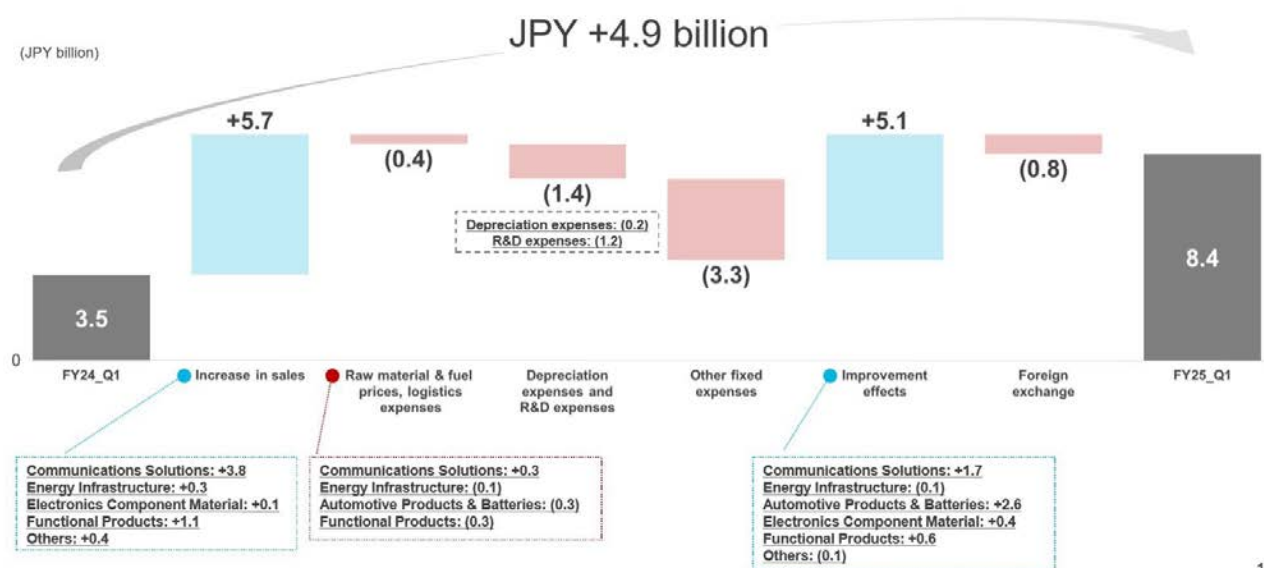 JPY +4.9 billion
(JPY billion)
+5.7
(0.4)
(1.4)
Depreciation expenses: (0.2)
R&D expenses: (1.2)
(3.3)
+5.1
(0.8)
8.4
3.5
0
FY24_Q1
Increase in sales
Raw material & fuel
prices, logistics
expenses
Depreciation
expenses and
R&D expenses
Other fixed
expenses
Improvement
effects
Foreign
exchange
FY25_Q1
Communications Solutions: +3.8
Energy Infrastructure: +0.3
Electronics Component Material: +0.1
Functional Products: +1.1
Others: +0.4
Communications Solutions: +0.3
Energy Infrastructure: (0.1)
Automotive Products & Batteries: (0.3)
Functional Products: (0.3)
Communications Solutions: +1.7
Energy Infrastructure: (0.1)
Automotive Products & Batteries: +2.6
Electronics Component Material: +0.4
Functional Products: +0.6
Others: (0.1)